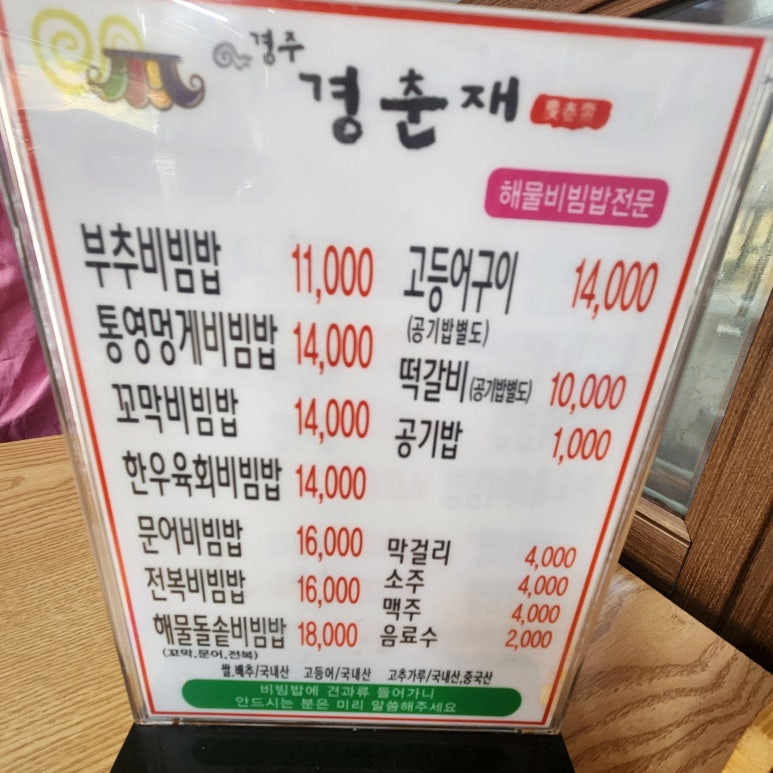 경주
경춘재
慶春齋
해물비빔밥전문
부추비빔밥 11,000
통영멍게비빔밥 14,000
꼬막비빔밥 14,000
한우육회비빔밥 14,000
문어비빔밥 16,000
전복비빔밥 16,000
해물돌솥비빔밥 18,000
(꼬막,문어,전복)
고등어구이 14,000
(공기밥별도)
떡갈비(공기밥별도) 10,000
공기밥 1,000
막걸리 4,000
소주 4,000
맥주 4,000
음료수 2,000
쌀,배추/국내산 고등어/국내산 고추가루/국내산,중국산
비빔밥에 견과류 들어가니
안드시는 분은 미리 말씀해주세요